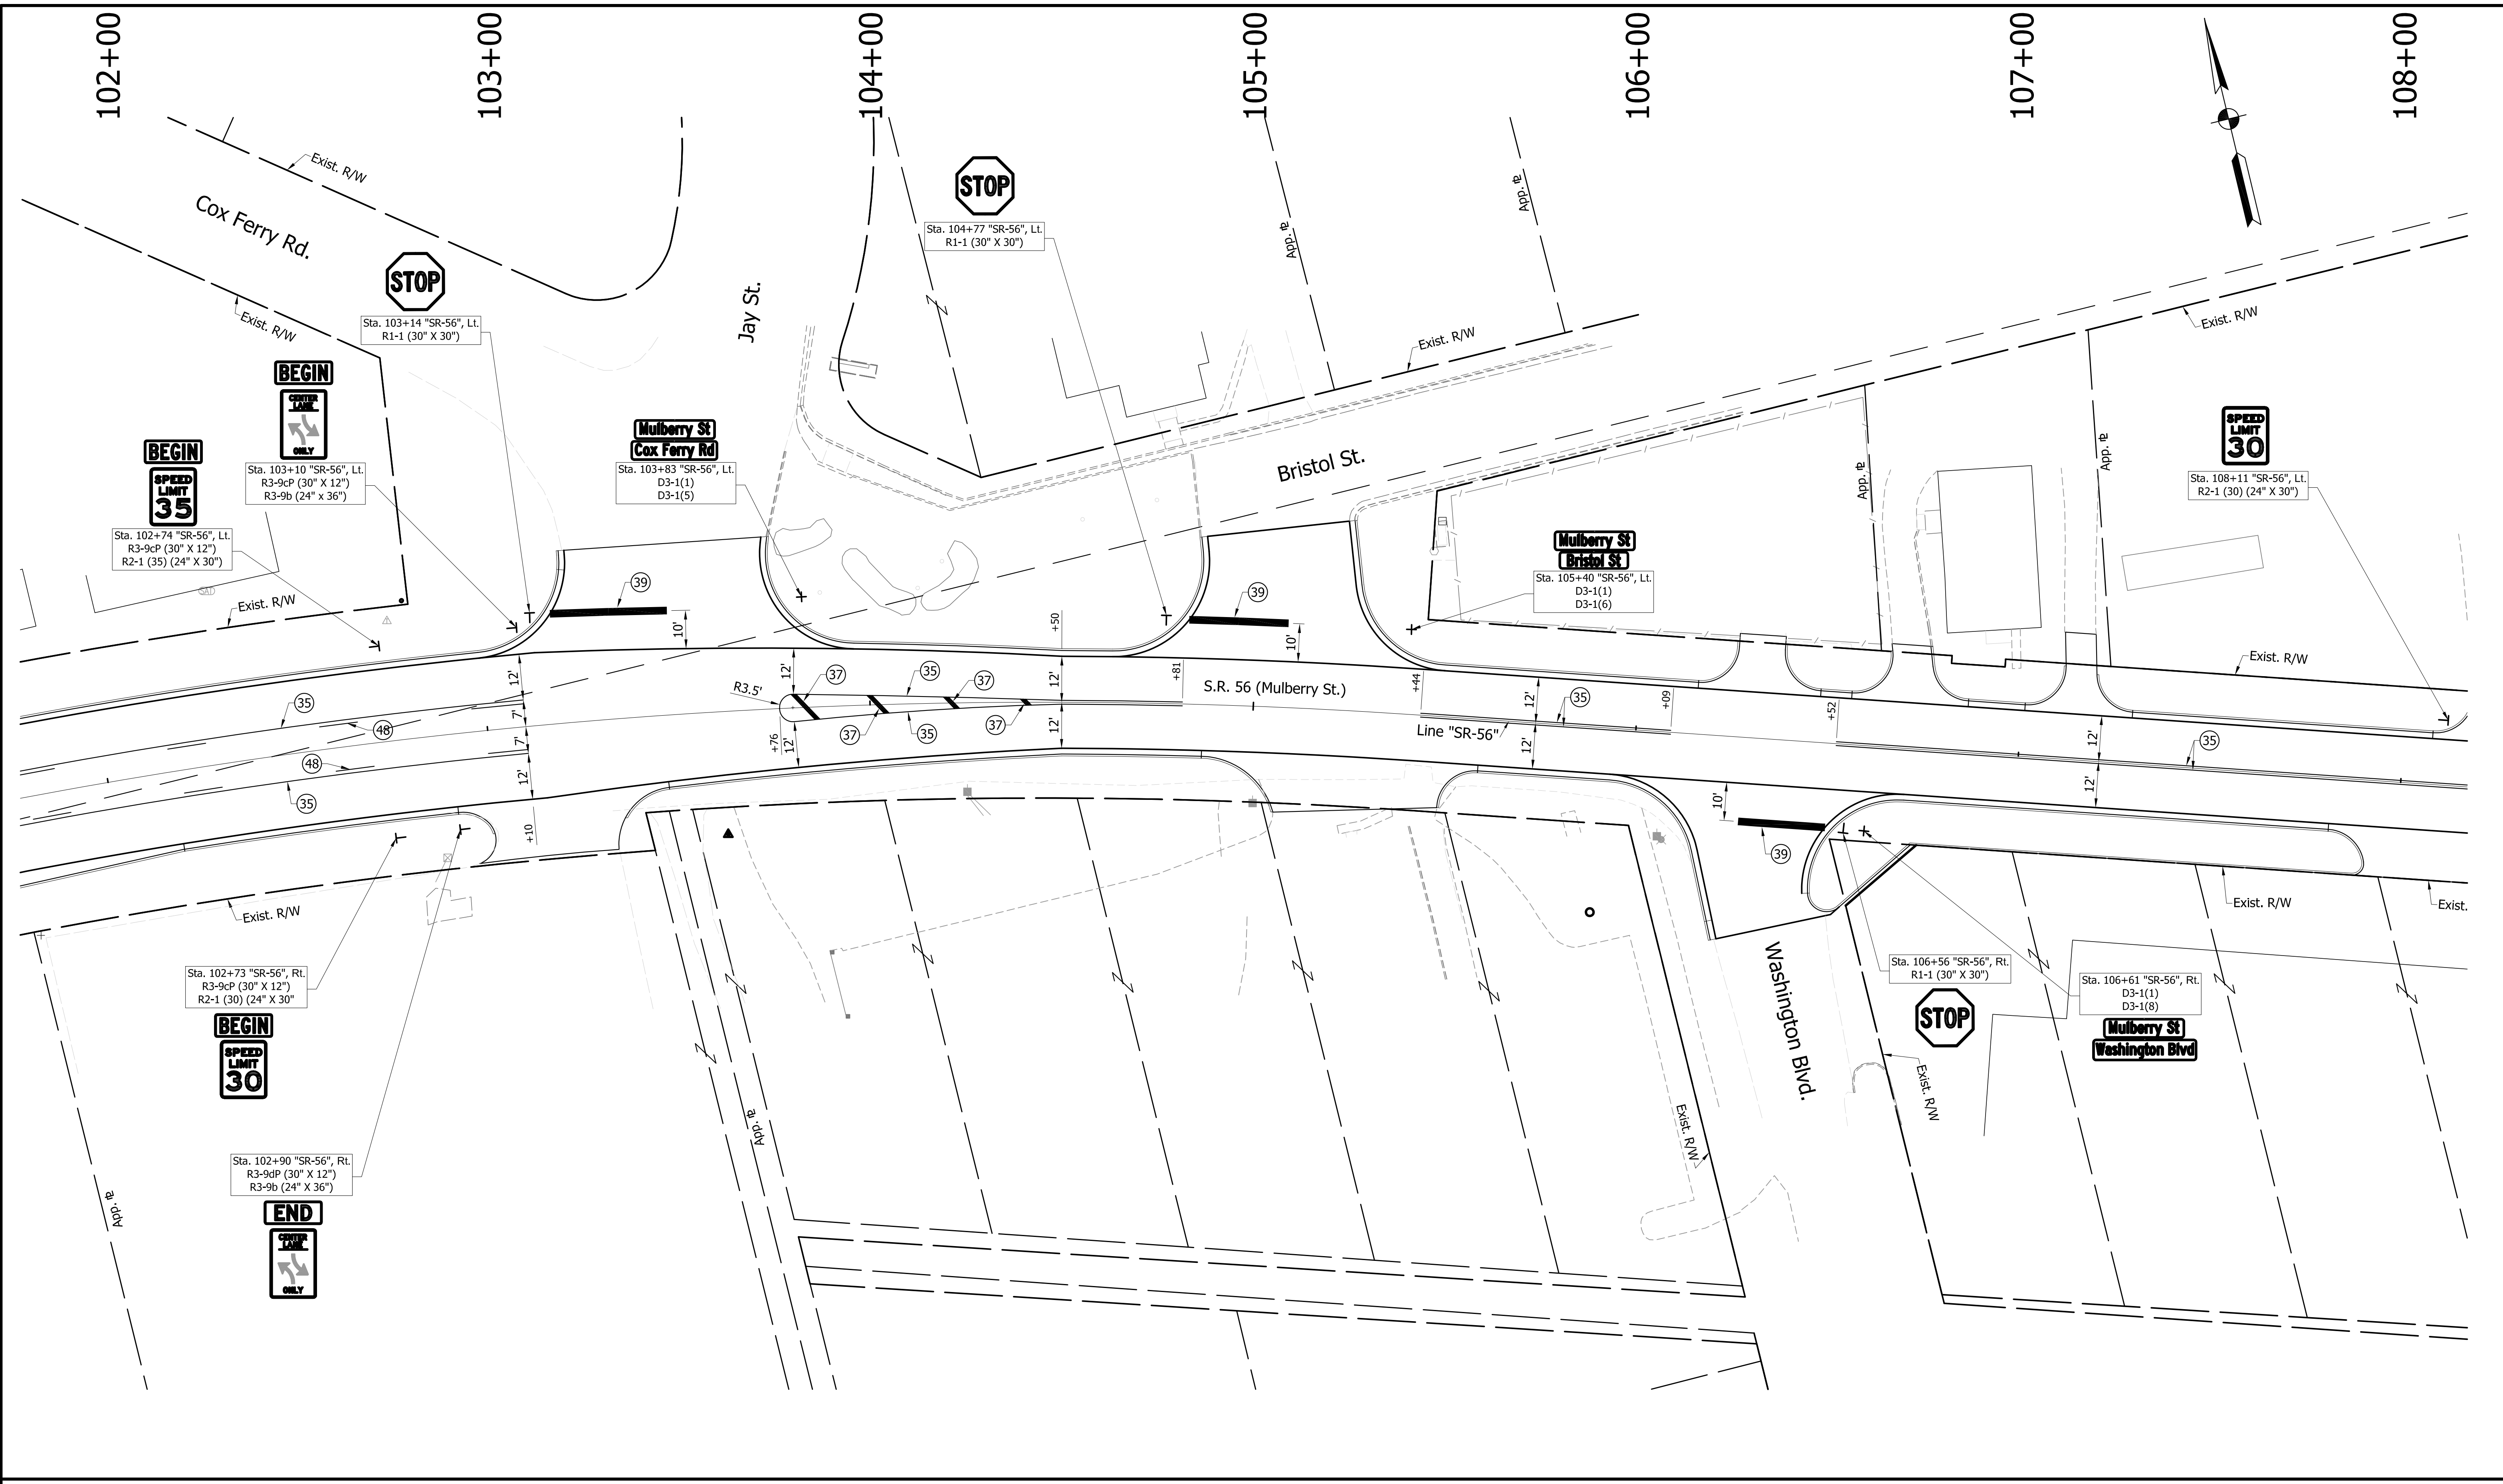 102+00
103+00
104+00
105+00
106+00
107+00
108+00
Exist. R/W
Cox Ferry Rd.
Exist. R/W
STOP
Sta. 103+14 "SR-56", Lt.
R1-1 (30" X 30")
BEGIN
CENTER
LANE
ONLY
Sta. 103+10 "SR-56", Lt.
R3-9cP (30" X 12")
R3-9b (24" x 36")
BEGIN
SPEED
LIMIT
35
Sta. 102+74 "SR-56", Lt.
R3-9cP (30" X 12")
R2-1 (35) (24" X 30")
SAT
Exist. R/W
Jay St.
Mulberry St
Cox Ferry Rd
Sta. 103+83 "SR-56", Lt.
D3-1(1)
D3-1(5)
STOP
Sta. 104+77 "SR-56", Lt.
R1-1 (30" X 30")
App. ⅊
App. ⅊
Exist. R/W
Bristol St.
Mulberry St
Bristol St
Sta. 105+40 "SR-56", Lt.
D3-1(1)
D3-1(6)
App. ⅊
App. ⅊
Exist. R/W
SPEED
LIMIT
30
Sta. 108+11 "SR-56", Lt.
R2-1 (30) (24" X 30")
Exist. R/W
39
10'
39
10'
+50
+81
+44
+09
+52
12'
7'
7'
12'
+10
35
48
48
35
R3.5'
12'
+76
12'
37
35
37
37
35
37
12'
12'
S.R. 56 (Mulberry St.)
Line "SR-56"
12'
12'
35
12'
12'
35
10'
39
Exist. R/W
Exist. R/W
Exist.
Sta. 102+73 "SR-56", Rt.
R3-9cP (30" X 12")
R2-1 (30) (24" X 30"
BEGIN
SPEED
LIMIT
30
Sta. 102+90 "SR-56", Rt.
R3-9dP (30" X 12")
R3-9b (24" X 36")
END
CENTER
LANE
ONLY
App. ⅊
App. ⅊
Exist. R/W
Washington Blvd.
Exist. R/W
Sta. 106+56 "SR-56", Rt.
R1-1 (30" X 30")
STOP
Sta. 106+61 "SR-56", Rt.
D3-1(1)
D3-1(8)
Mulberry St
Washington Blvd